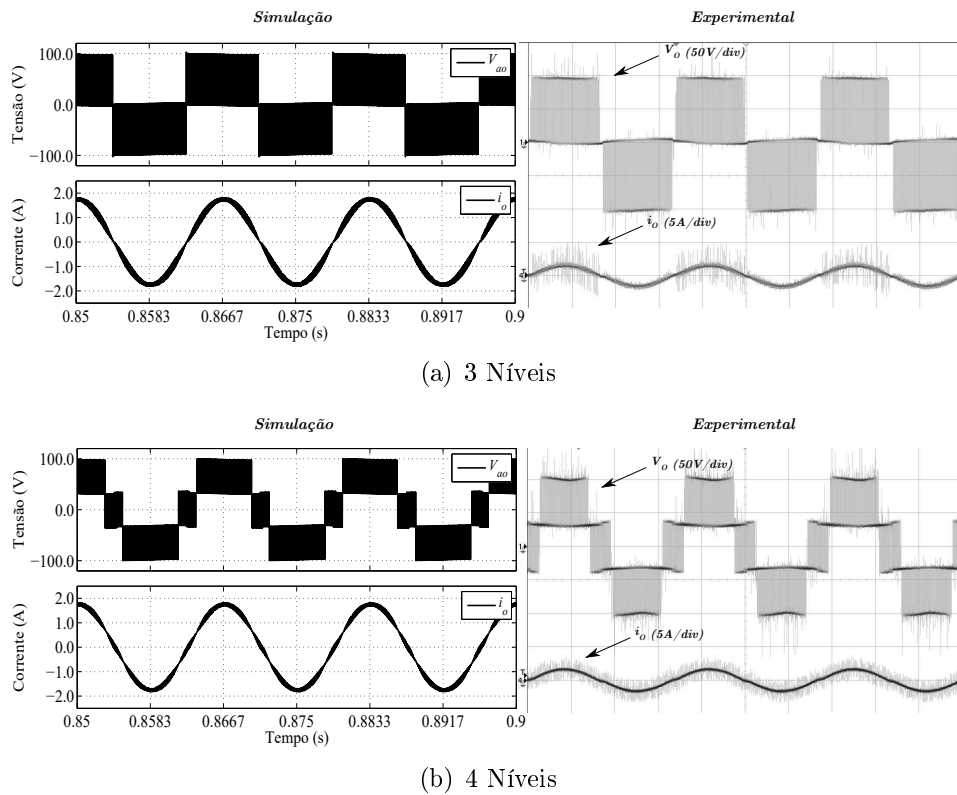 Simulação
Experimental
Tensão (V)
100.0
0.0
−100.0
V_ao
V_O (50V/div)
1
Corrente (A)
2.0
1.0
0.0
−1.0
−2.0
i_o
i_O (5A/div)
0.85 0.8583 0.8667 0.875 0.8833 0.8917 0.9
Tempo (s)
(a) 3 Níveis
Simulação
Experimental
Tensão (V)
100.0
0.0
−100.0
V_ao
V_O (50V/div)
1
Corrente (A)
2.0
1.0
0.0
−1.0
−2.0
i_o
i_O (5A/div)
0.85 0.8583 0.8667 0.875 0.8833 0.8917 0.9
Tempo (s)
(b) 4 Níveis